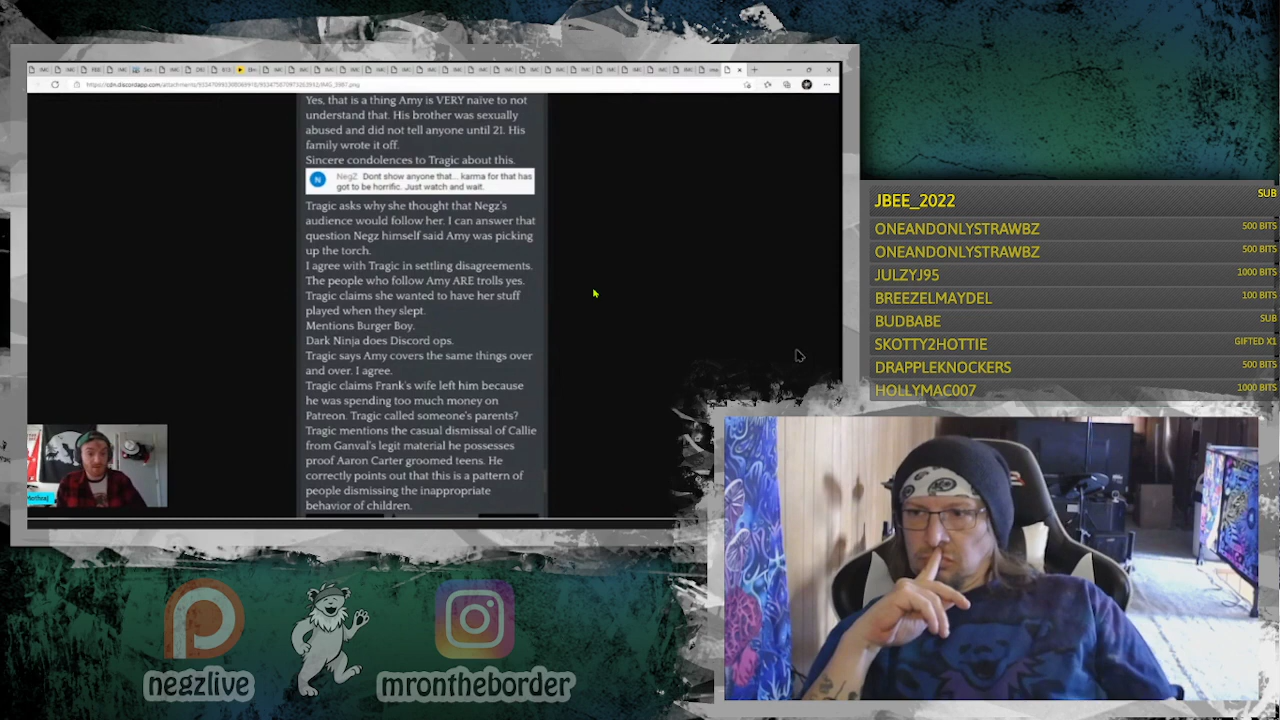 Yes, that is a thing Amy is VERY naïve to not
understand that. His brother was sexually
abused and did not tell anyone until 21. His
family wrote it off.
Sincere condolences to Tragic about this.
N
NegZ Dont show anyone that... karma for that has
got to be horrific. Just watch and wait.
Tragic asks why she thought that Negz's
audience would follow her. I can answer that
question Negz himself said Amy was picking
up the torch.
I agree with Tragic in settling disagreements.
The people who follow Amy ARE trolls yes.
Tragic claims she wanted to have her stuff
played when they slept.
Mentions Burger Boy.
Dark Ninja does Discord ops.
Tragic says Amy covers the same things over
and over. I agree.
Tragic claims Frank's wife left him because
he was spending too much money on
Patreon. Tragic called someone's parents?
Tragic mentions the casual dismissal of Callie
from Ganval's legit material he possesses
proof Aaron Carter groomed teens. He
correctly points out that this is a pattern of
people dismissing the inappropriate
behavior of children.
JBEE_2022 SUB
ONEANDONLYSTRAWBZ 500 BITS
ONEANDONLYSTRAWBZ 500 BITS
JULZYJ95 1000 BITS
BREEZELMAYDEL 100 BITS
BUDBABE SUB
SKOTTY2HOTTIE GIFTED X1
DRAPPLEKNOCKERS 500 BITS
HOLLYMAC007 1000 BITS
negzlive
mrontheborder